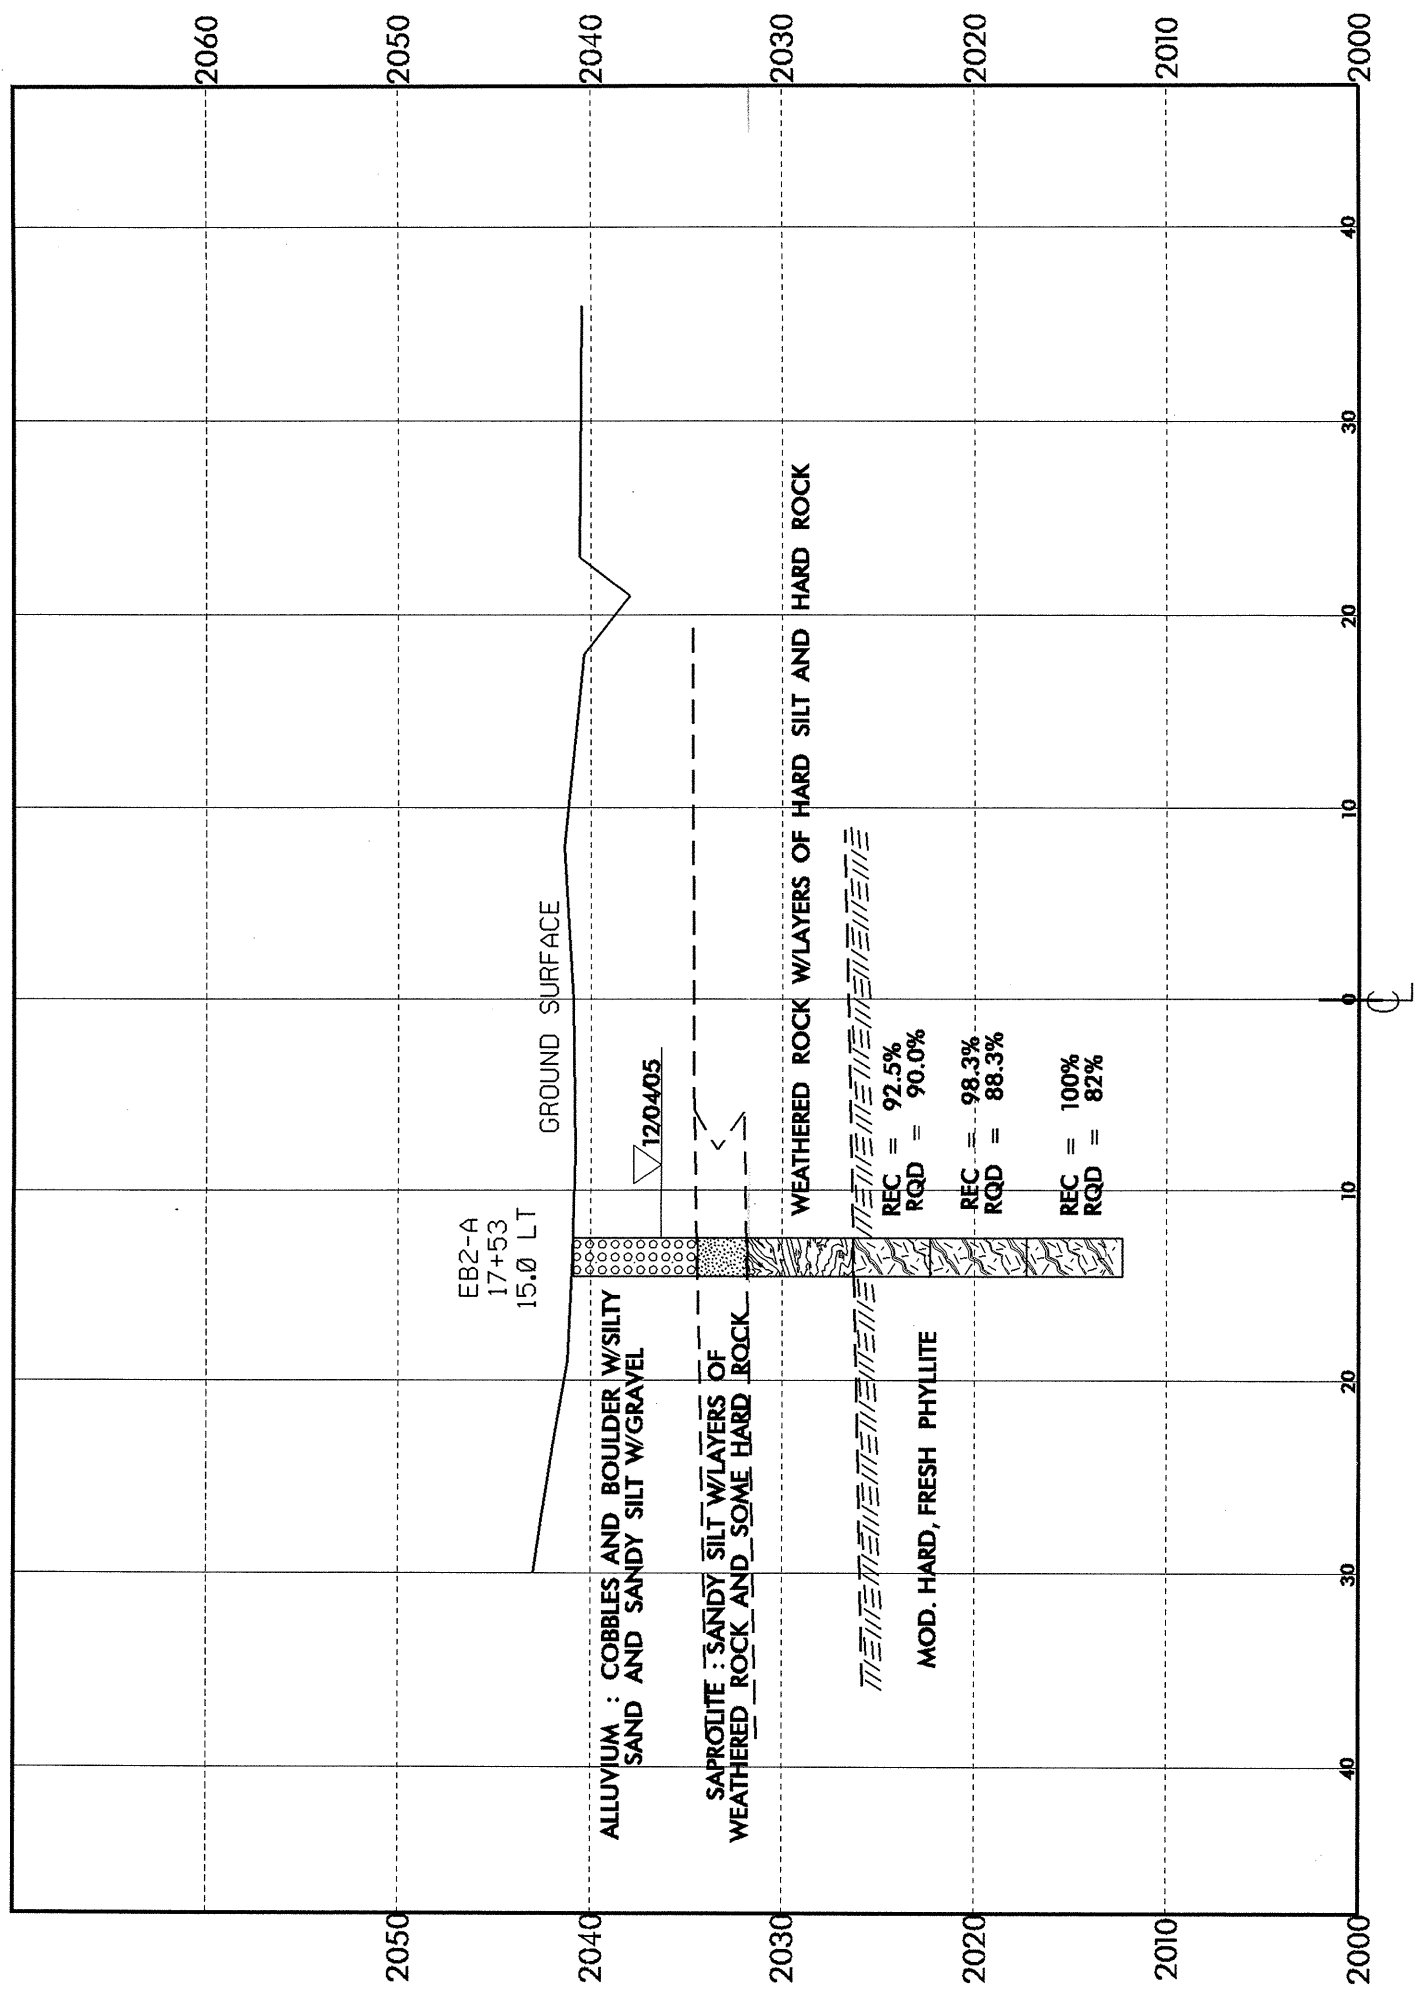 2060
2050
2040
2030
2020
2010
2000
EB2-A
17+53
15.0 LT
GROUND SURFACE
12/04/05
ALLUVIUM : COBBLES AND BOULDER W/SILTY
SAND AND SANDY SILT W/GRAVEL
SAPROLITE : SANDY SILT W/LAYERS OF
WEATHERED ROCK AND SOME HARD ROCK
WEATHERED ROCK W/LAYERS OF HARD SILT AND HARD ROCK
MOD. HARD, FRESH PHYLLITE
REC = 92.5%
RQD = 90.0%
REC = 98.3%
RQD = 88.3%
REC = 100%
RQD = 82%
2050
2040
2030
2020
2010
2000
40
30
20
10
0
10
20
30
40
CL